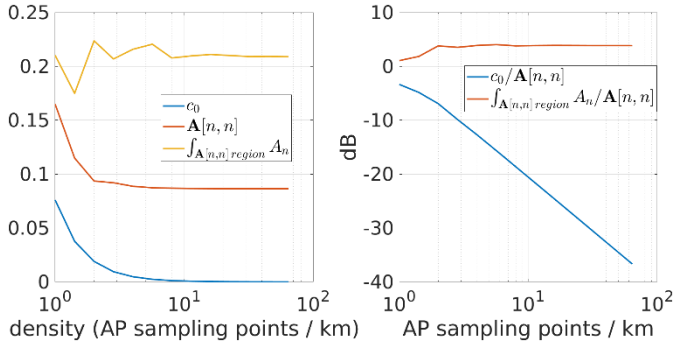 0.25
0.2
0.15
0.1
0.05
0
10^0
10^1
10^2
density (AP sampling points / km)
c_0
A[n, n]
∫_{A[n,n] region} A_n
10
0
-10
-20
-30
-40
dB
10^0
10^1
10^2
AP sampling points / km
c_0/A[n, n]
∫_{A[n,n] region} A_n/A[n, n]